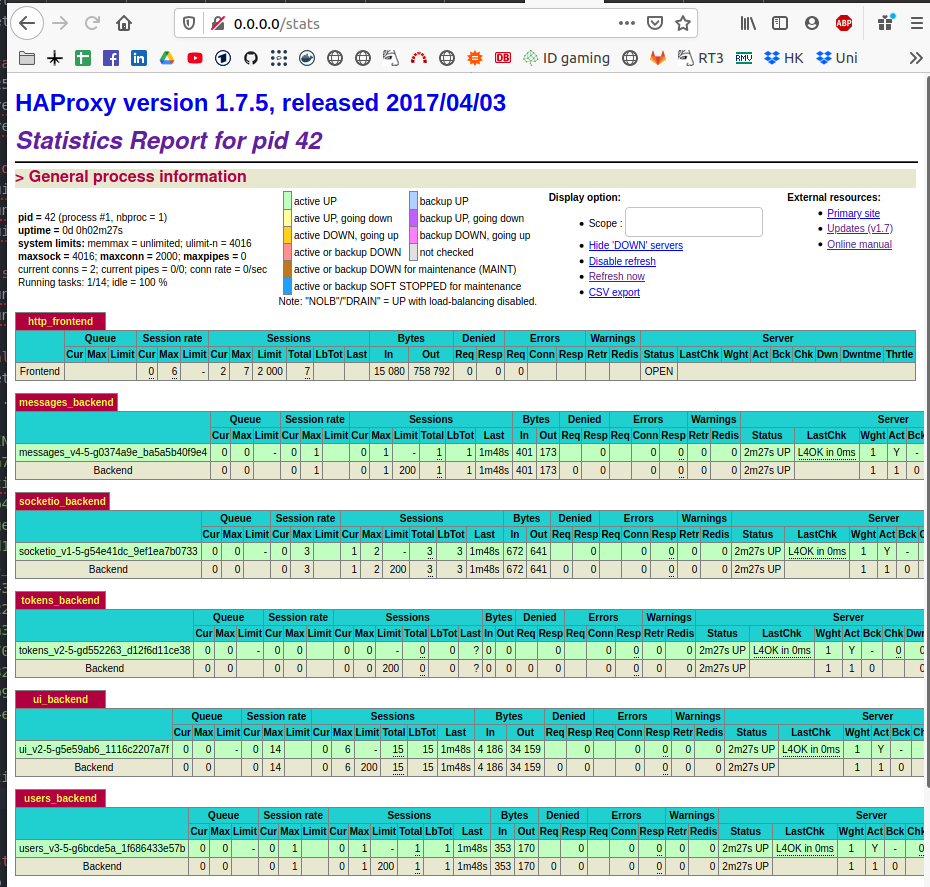 0.0.0.0/stats
ABP
DB ID gaming RT3 RMV HK Uni
HAProxy version 1.7.5, released 2017/04/03
Statistics Report for pid 42
> General process information
pid = 42 (process #1, nbproc = 1)
uptime = 0d 0h02m27s
system limits: memmax = unlimited; ulimit-n = 4016
maxsock = 4016; maxconn = 2000; maxpipes = 0
current conns = 2; current pipes = 0/0; conn rate = 0/sec
Running tasks: 1/14; idle = 100 %
active UP backup UP
active UP, going down backup UP, going down
active DOWN, going up backup DOWN, going up
active or backup DOWN not checked
active or backup DOWN for maintenance (MAINT)
active or backup SOFT STOPPED for maintenance
Note: "NOLB"/"DRAIN" = UP with load-balancing disabled.
Display option:
Scope :
Hide 'DOWN' servers
Disable refresh
Refresh now
CSV export
External resources:
Primary site
Updates (v1.7)
Online manual
http_frontend
Queue Session rate Sessions Bytes Denied Errors Warnings Server
Cur Max Limit Cur Max Limit Cur Max Limit Total LbTot Last In Out Req Resp Req Conn Resp Retr Redis Status LastChk Wght Act Bck Chk Dwn Dwntme Thrtle
Frontend 0 6 - 2 7 2 000 7 15 080 758 792 0 0 0 OPEN
messages_backend
Queue Session rate Sessions Bytes Denied Errors Warnings Server
Cur Max Limit Cur Max Limit Cur Max Limit Total LbTot Last In Out Req Resp Req Conn Resp Retr Redis Status LastChk Wght Act Bck
messages_v4-5-g0374a9e_ba5a5b40f9e4 0 0 - 0 1 0 1 - 1 1 1m48s 401 173 0 0 0 0 0 2m27s UP L4OK in 0ms 1 Y -
Backend 0 0 0 1 0 1 200 1 1 1m48s 401 173 0 0 0 0 0 0 2m27s UP 1 1 0
socketio_backend
Queue Session rate Sessions Bytes Denied Errors Warnings Server
Cur Max Limit Cur Max Limit Cur Max Limit Total LbTot Last In Out Req Resp Req Conn Resp Retr Redis Status LastChk Wght Act Bck
socketio_v1-5-g54e41dc_9ef1ea7b0733 0 0 - 0 3 1 2 - 3 3 1m48s 672 641 0 0 0 0 0 2m27s UP L4OK in 0ms 1 Y -
Backend 0 0 0 3 1 2 200 3 3 1m48s 672 641 0 0 0 0 0 0 2m27s UP 1 1 0
tokens_backend
Queue Session rate Sessions Bytes Denied Errors Warnings Server
Cur Max Limit Cur Max Limit Cur Max Limit Total LbTot Last In Out Req Resp Req Conn Resp Retr Redis Status LastChk Wght Act Bck Chk Dwn
tokens_v2-5-gd552263_d12f6d11ce38 0 0 - 0 0 0 0 - 0 0 ? 0 0 0 0 0 0 0 2m27s UP L4OK in 0ms 1 Y - 0 0
Backend 0 0 0 0 0 0 200 0 0 ? 0 0 0 0 0 0 0 0 2m27s UP 1 1 0 0
ui_backend
Queue Session rate Sessions Bytes Denied Errors Warnings Server
Cur Max Limit Cur Max Limit Cur Max Limit Total LbTot Last In Out Req Resp Req Conn Resp Retr Redis Status LastChk Wght Act Bck
ui_v2-5-g5e59ab6_1116c2207a7f 0 0 - 0 14 0 6 - 15 15 1m48s 4 186 34 159 0 0 0 0 0 2m27s UP L4OK in 0ms 1 Y -
Backend 0 0 0 14 0 6 200 15 15 1m48s 4 186 34 159 0 0 0 0 0 0 2m27s UP 1 1 0
users_backend
Queue Session rate Sessions Bytes Denied Errors Warnings Server
Cur Max Limit Cur Max Limit Cur Max Limit Total LbTot Last In Out Req Resp Req Conn Resp Retr Redis Status LastChk Wght Act Bck Chk
users_v3-5-g6bcde5a_1f686433e57b 0 0 - 0 1 0 1 - 1 1 1m48s 353 170 0 0 0 0 0 2m27s UP L4OK in 0ms 1 Y - 0
Backend 0 0 0 1 0 1 200 1 1 1m48s 353 170 0 0 0 0 0 0 2m27s UP 1 1 0